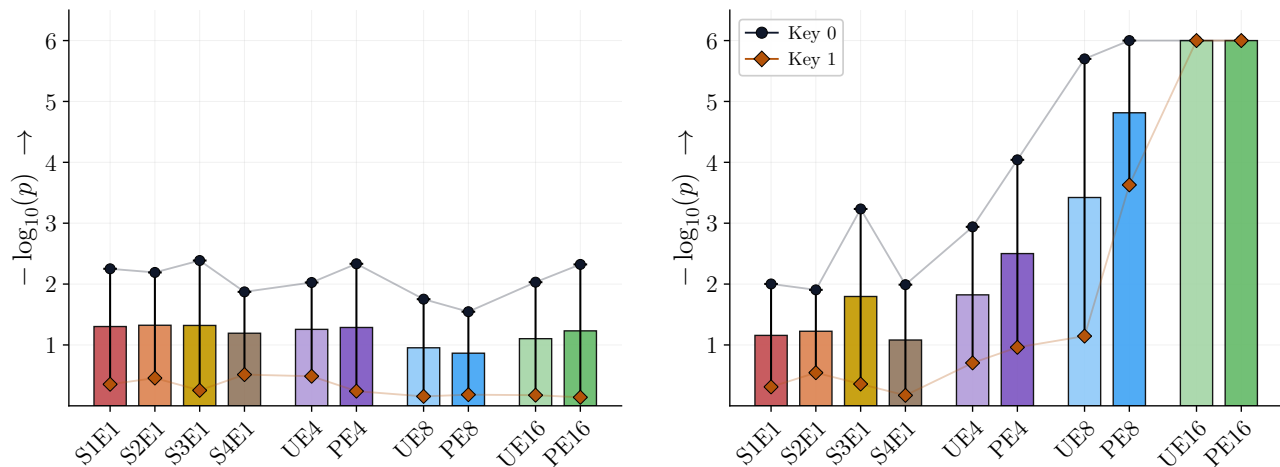 − log₁₀(p) →
6
5
4
3
2
1
S1E1
S2E1
S3E1
S4E1
UE4
PE4
UE8
PE8
UE16
PE16
− log₁₀(p) →
6
5
4
3
2
1
Key 0
Key 1
S1E1
S2E1
S3E1
S4E1
UE4
PE4
UE8
PE8
UE16
PE16